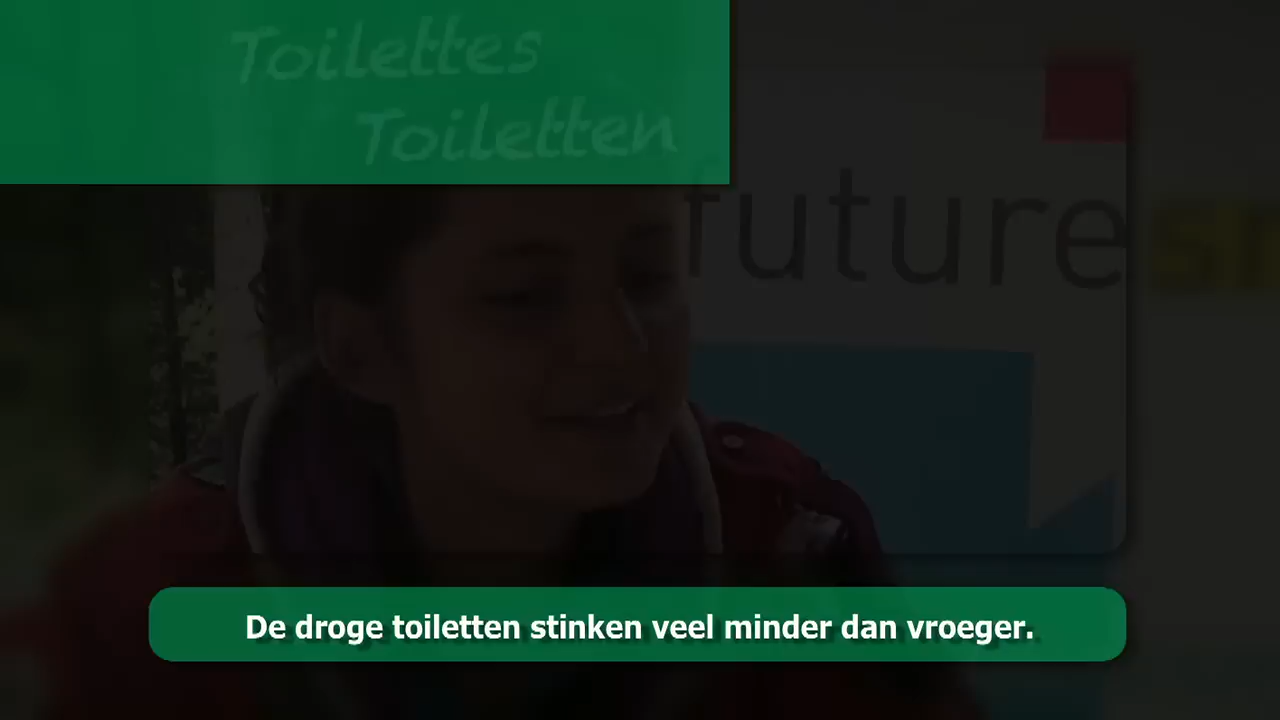 Toilettes
Toiletten
future
De droge toiletten stinken veel minder dan vroeger.